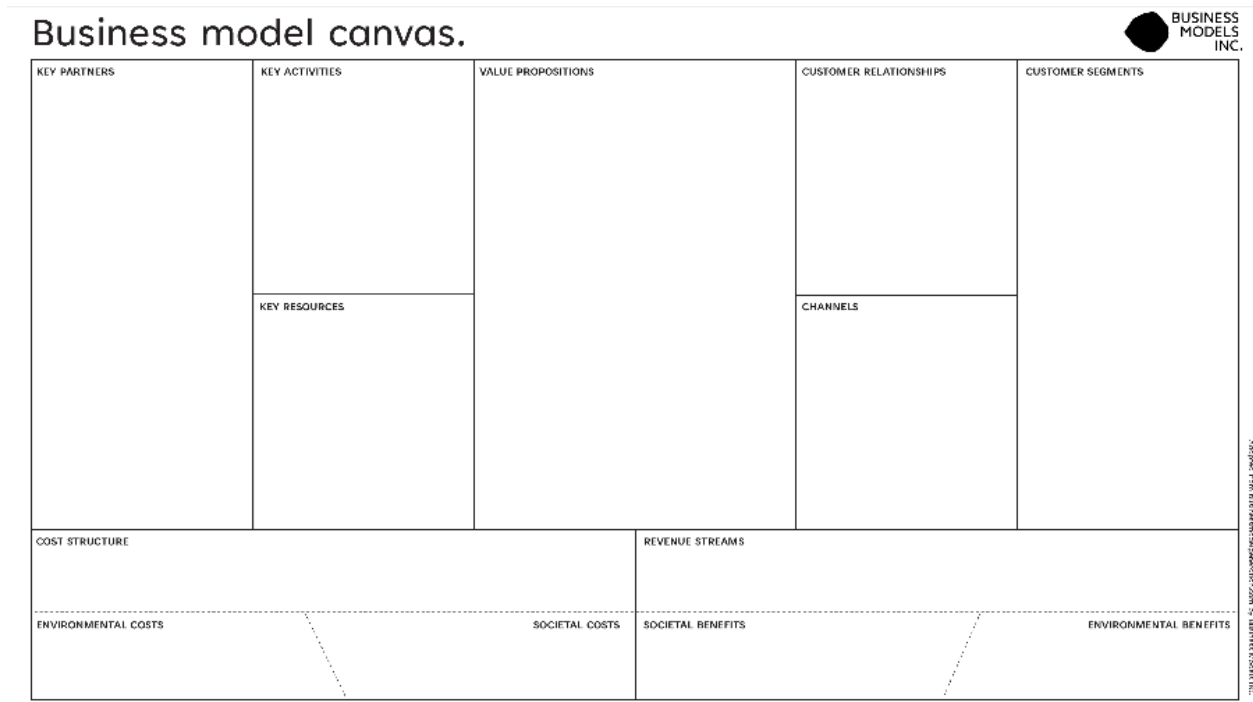 Business model canvas.
BUSINESS
MODELS
INC.
KEY PARTNERS
KEY ACTIVITIES
VALUE PROPOSITIONS
CUSTOMER RELATIONSHIPS
CUSTOMER SEGMENTS
KEY RESOURCES
CHANNELS
COST STRUCTURE
REVENUE STREAMS
ENVIRONMENTAL COSTS
SOCIETAL COSTS
SOCIETAL BENEFITS
ENVIRONMENTAL BENEFITS